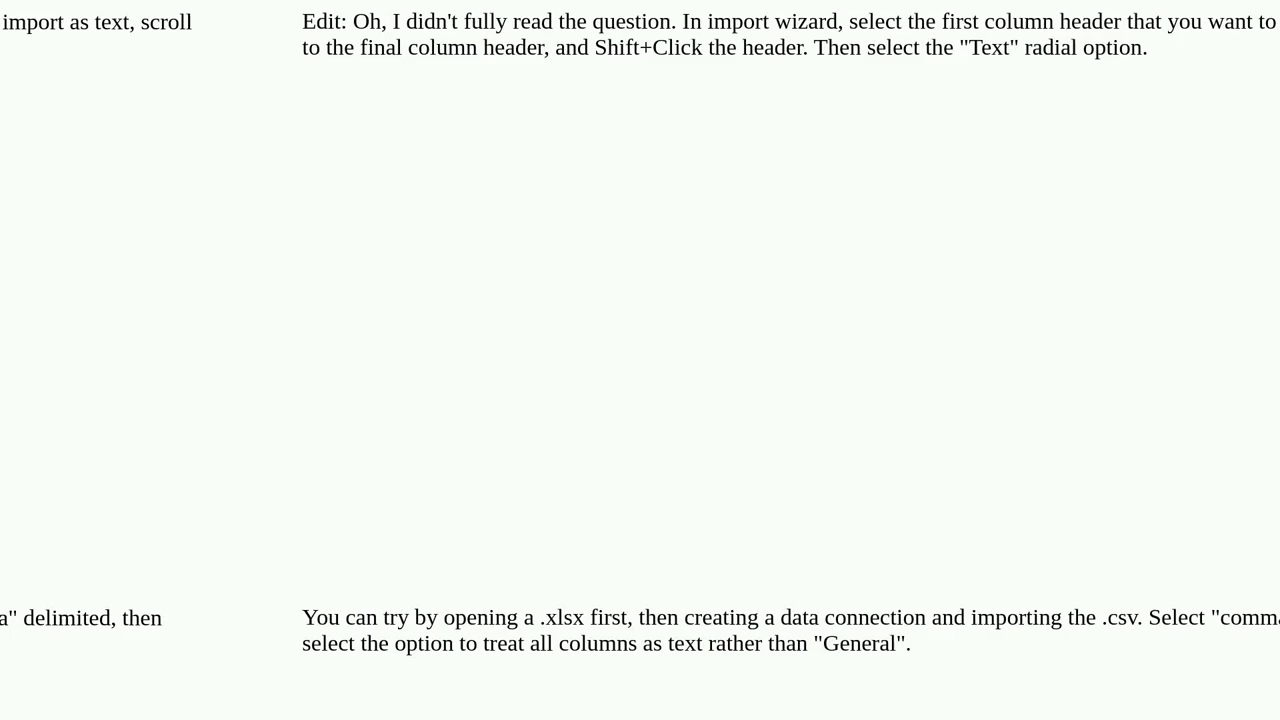 import as text, scroll
Edit: Oh, I didn't fully read the question. In import wizard, select the first column header that you want to
to the final column header, and Shift+Click the header. Then select the "Text" radial option.
a" delimited, then
You can try by opening a .xlsx first, then creating a data connection and importing the .csv. Select "comma
select the option to treat all columns as text rather than "General".